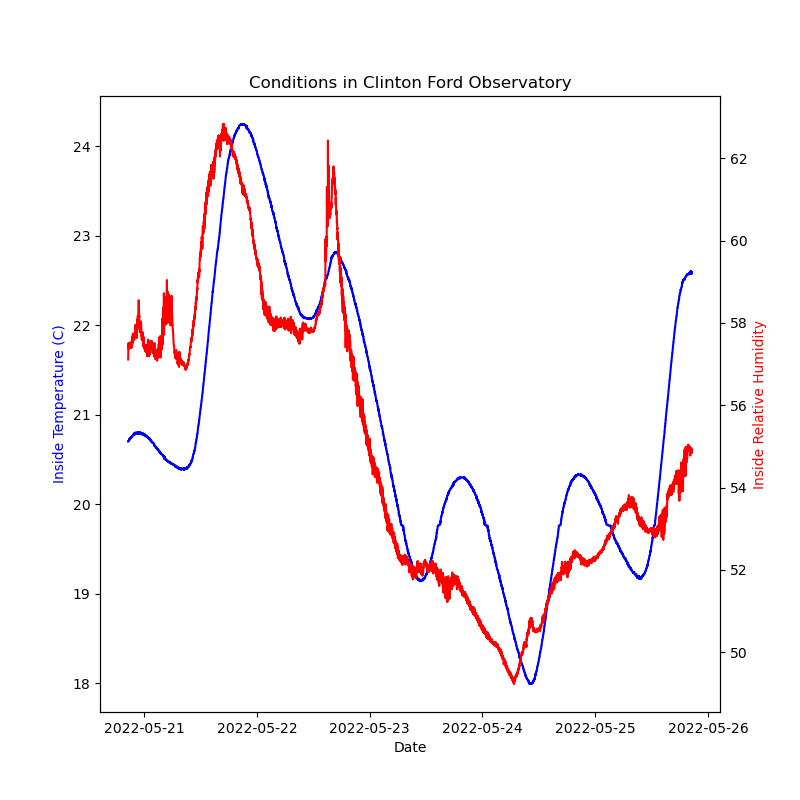 Conditions in Clinton Ford Observatory
Inside Temperature (C)
24
23
22
21
20
19
18
62
60
58
56
54
52
50
Inside Relative Humidity
2022-05-21 2022-05-22 2022-05-23 2022-05-24 2022-05-25 2022-05-26
Date